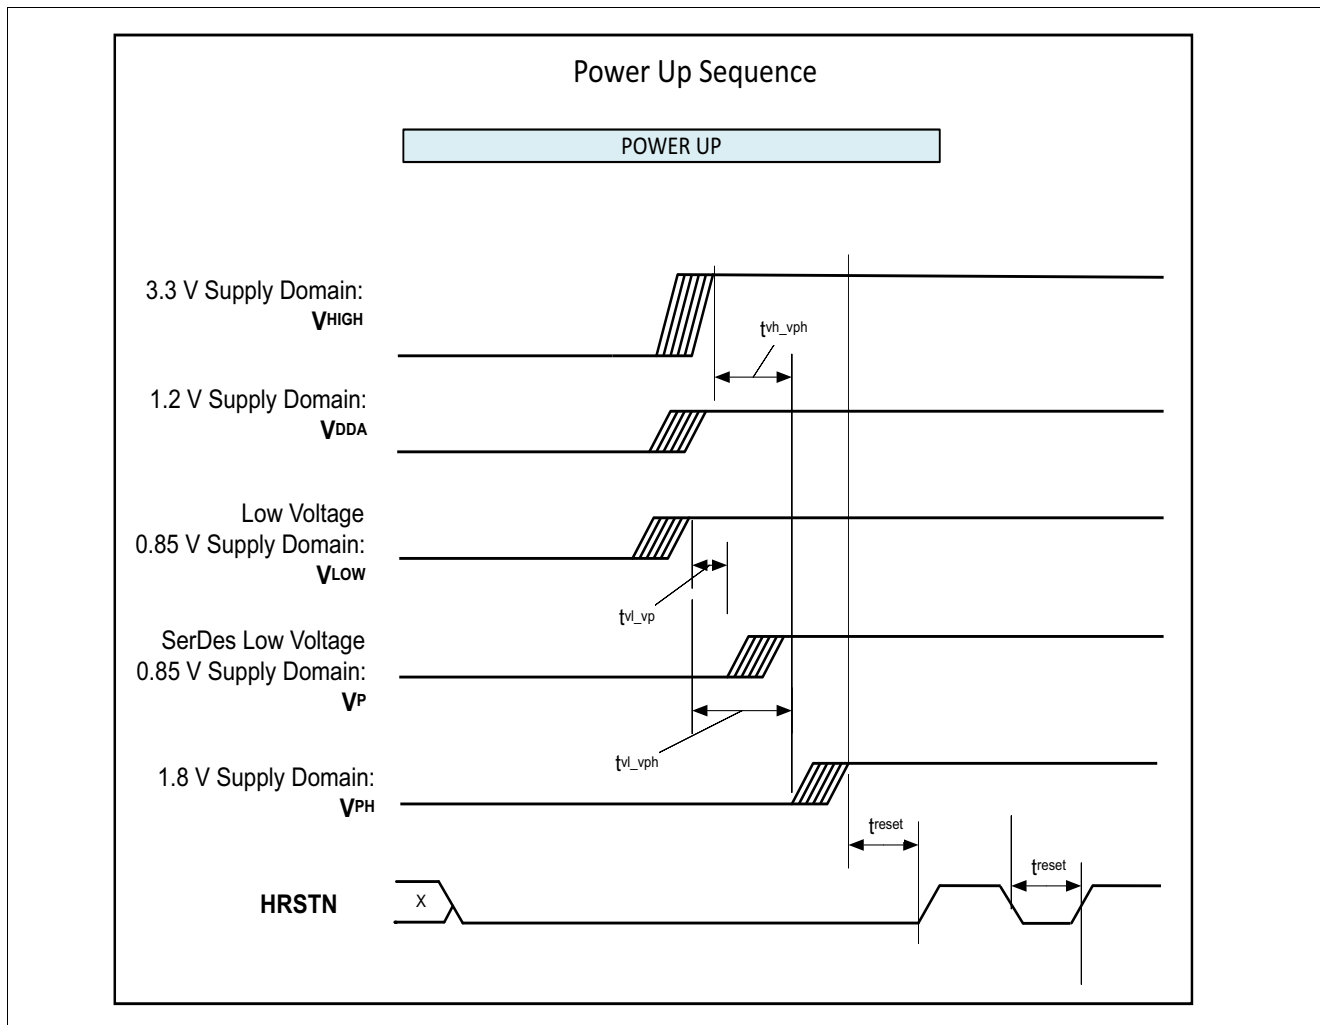 Power Up Sequence
POWER UP
3.3 V Supply Domain:
VHIGH
tvh_vph
1.2 V Supply Domain:
VDDA
Low Voltage
0.85 V Supply Domain:
VLOW
tvl_vp
SerDes Low Voltage
0.85 V Supply Domain:
VP
tvl_vph
1.8 V Supply Domain:
VPH
treset
treset
HRSTN
X